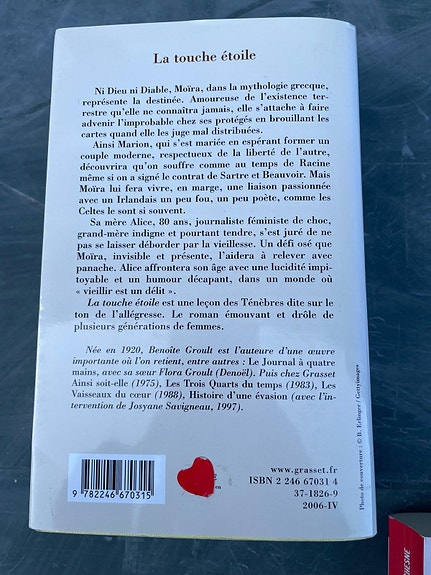 La touche étoile
Ni Dieu ni Diable, Moïra, dans la mythologie grecque,
représente la destinée. Amoureuse de l'existence ter-
restre qu'elle ne connaîtra jamais, elle s'attache à faire
advenir l'improbable chez ses protégés en brouillant les
cartes quand elle les juge mal distribuées.
Ainsi Marion, qui s'est mariée en espérant former un
couple moderne, respectueux de la liberté de l'autre,
découvrira qu'on souffre comme au temps de Racine
même si on a signé le contrat de Sartre et Beauvoir. Mais
Moïra lui fera vivre, en marge, une liaison passionnée
avec un Irlandais un peu fou, un peu poète, comme les
Celtes le sont si souvent.
Sa mère Alice, 80 ans, journaliste féministe de choc,
grand-mère indigne et pourtant tendre, s'est juré de ne
pas se laisser déborder par la vieillesse. Un défi osé que
Moïra, invisible et présente, l'aidera à relever avec
panache. Alice affrontera son âge avec une lucidité impi-
toyable et un humour décapant, dans un monde où
« vieillir est un délit ».
La touche étoile est une leçon des Ténèbres dite sur le
ton de l'allégresse. Le roman émouvant et drôle de
plusieurs générations de femmes.
Née en 1920, Benoîte Groult est l'auteure d'une œuvre
importante où l'on retient, entre autres : Le Journal à quatre
mains, avec sa sœur Flora Groult (Denoël). Puis chez Grasset
Ainsi soit-elle (1975), Les Trois Quarts du temps (1983), Les
Vaisseaux du cœur (1988), Histoire d'une évasion (avec l'in-
tervention de Josyane Savigneau, 1997).
Photo de couverture : © B. Erlinger / Gettyimages
9 782246 670315
en
www.grasset.fr
ISBN 2 246 67031 4
37-1826-9
2006-IV
CHESNE